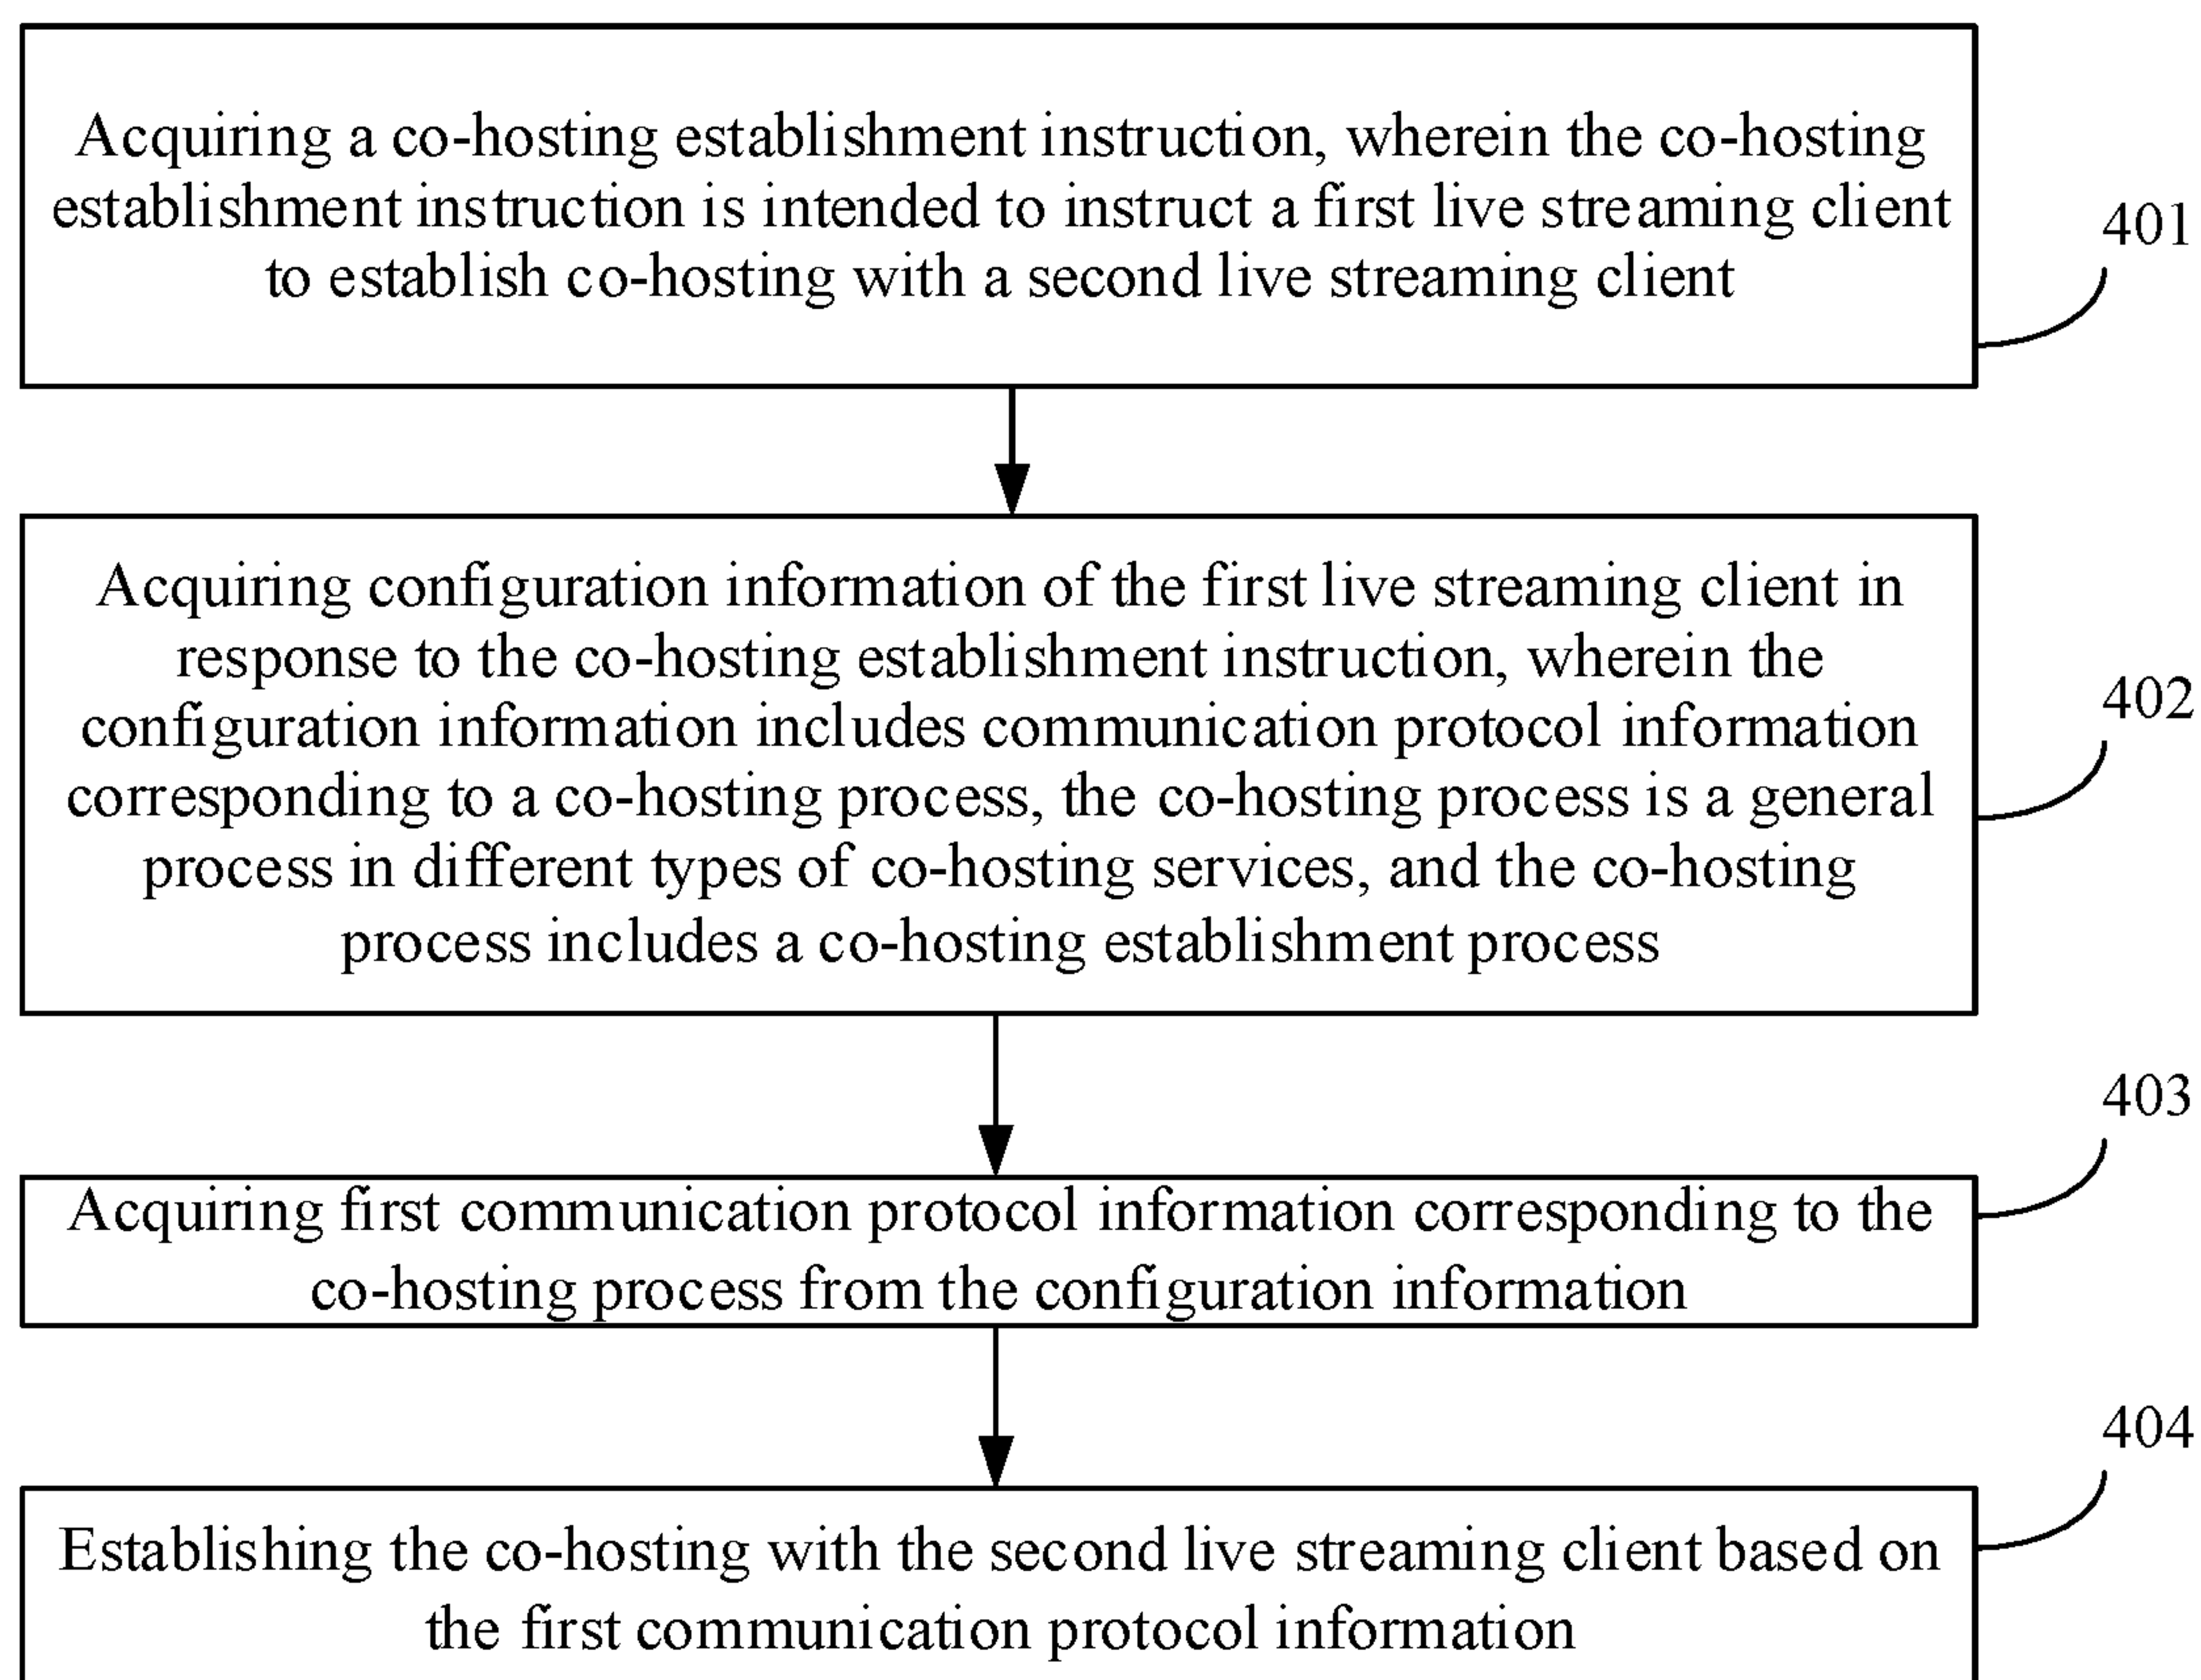 Acquiring a co-hosting establishment instruction, wherein the co-hosting
establishment instruction is intended to instruct a first live streaming client
to establish co-hosting with a second live streaming client
401
Acquiring configuration information of the first live streaming client in
response to the co-hosting establishment instruction, wherein the
configuration information includes communication protocol information
corresponding to a co-hosting process, the co-hosting process is a general
process in different types of co-hosting services, and the co-hosting
process includes a co-hosting establishment process
402
403
Acquiring first communication protocol information corresponding to the
co-hosting process from the configuration information
404
Establishing the co-hosting with the second live streaming client based on
the first communication protocol information